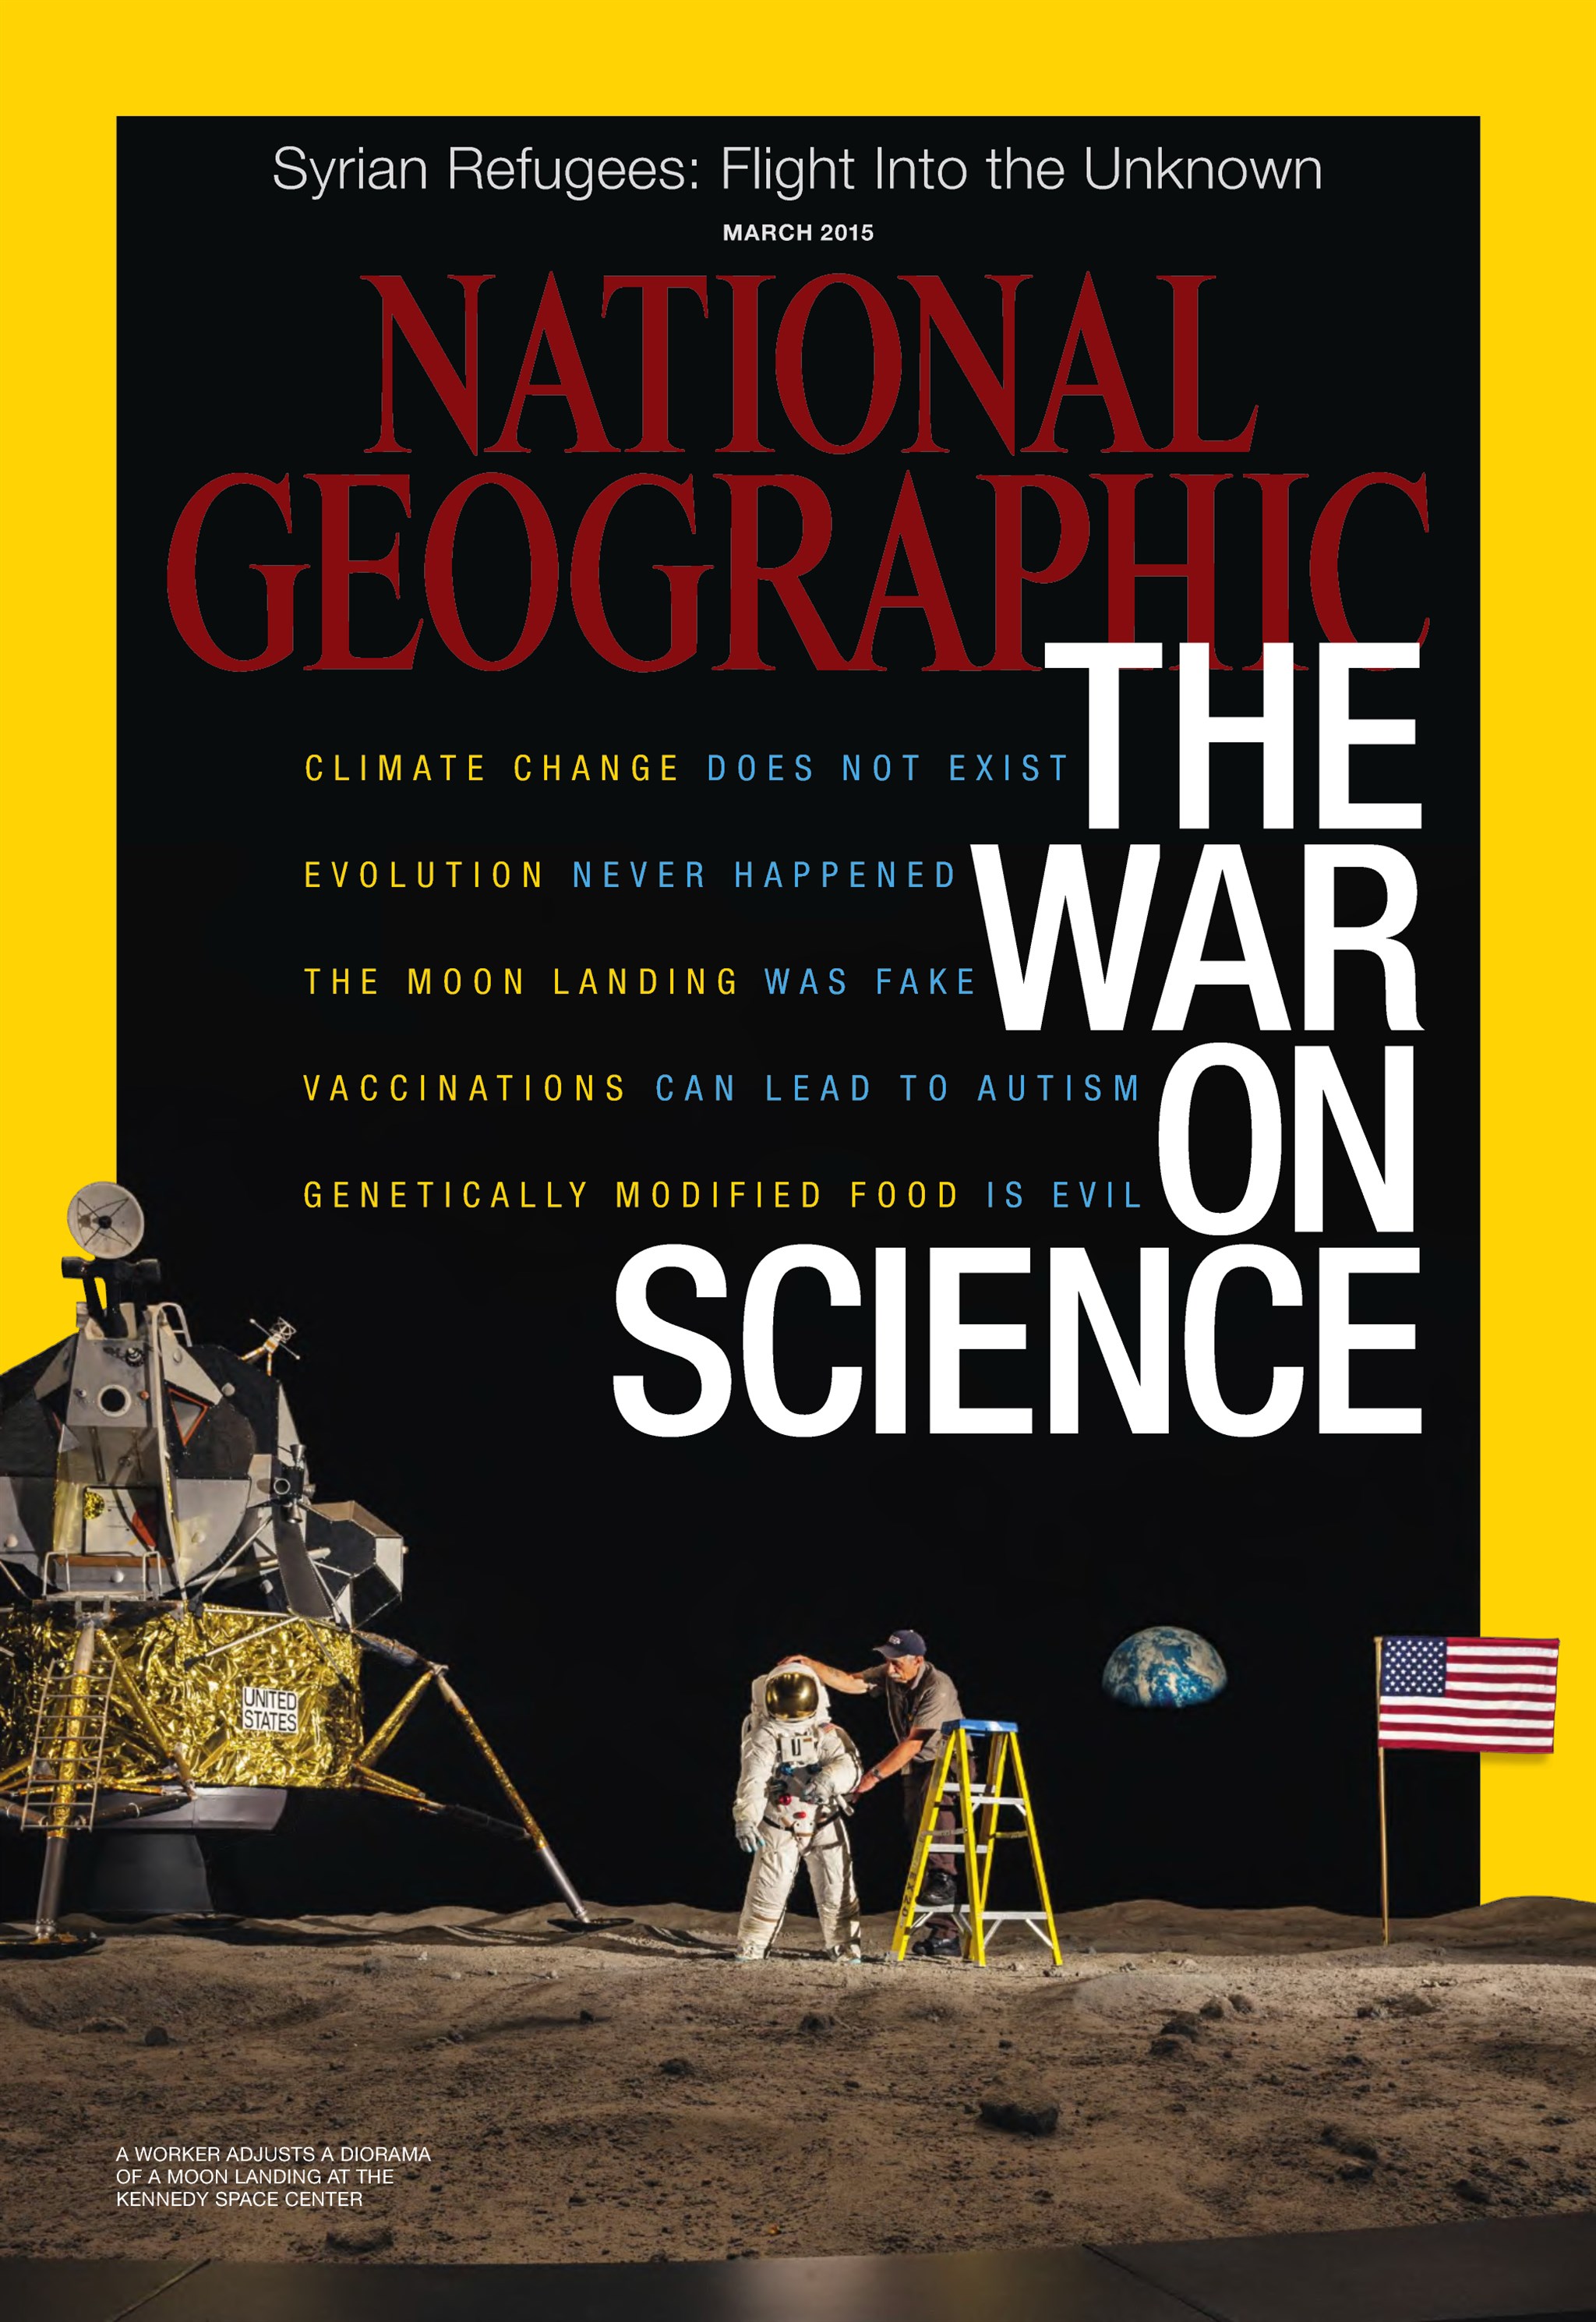 Syrian Refugees: Flight Into the Unknown
MARCH 2015
NATIONAL
GEOGRAPHIC
THE
WAR
ON
SCIENCE
CLIMATE CHANGE DOES NOT EXIST
EVOLUTION NEVER HAPPENED
THE MOON LANDING WAS FAKE
VACCINATIONS CAN LEAD TO AUTISM
GENETICALLY MODIFIED FOOD IS EVIL
UNITED
STATES
A WORKER ADJUSTS A DIORAMA
OF A MOON LANDING AT THE
KENNEDY SPACE CENTER